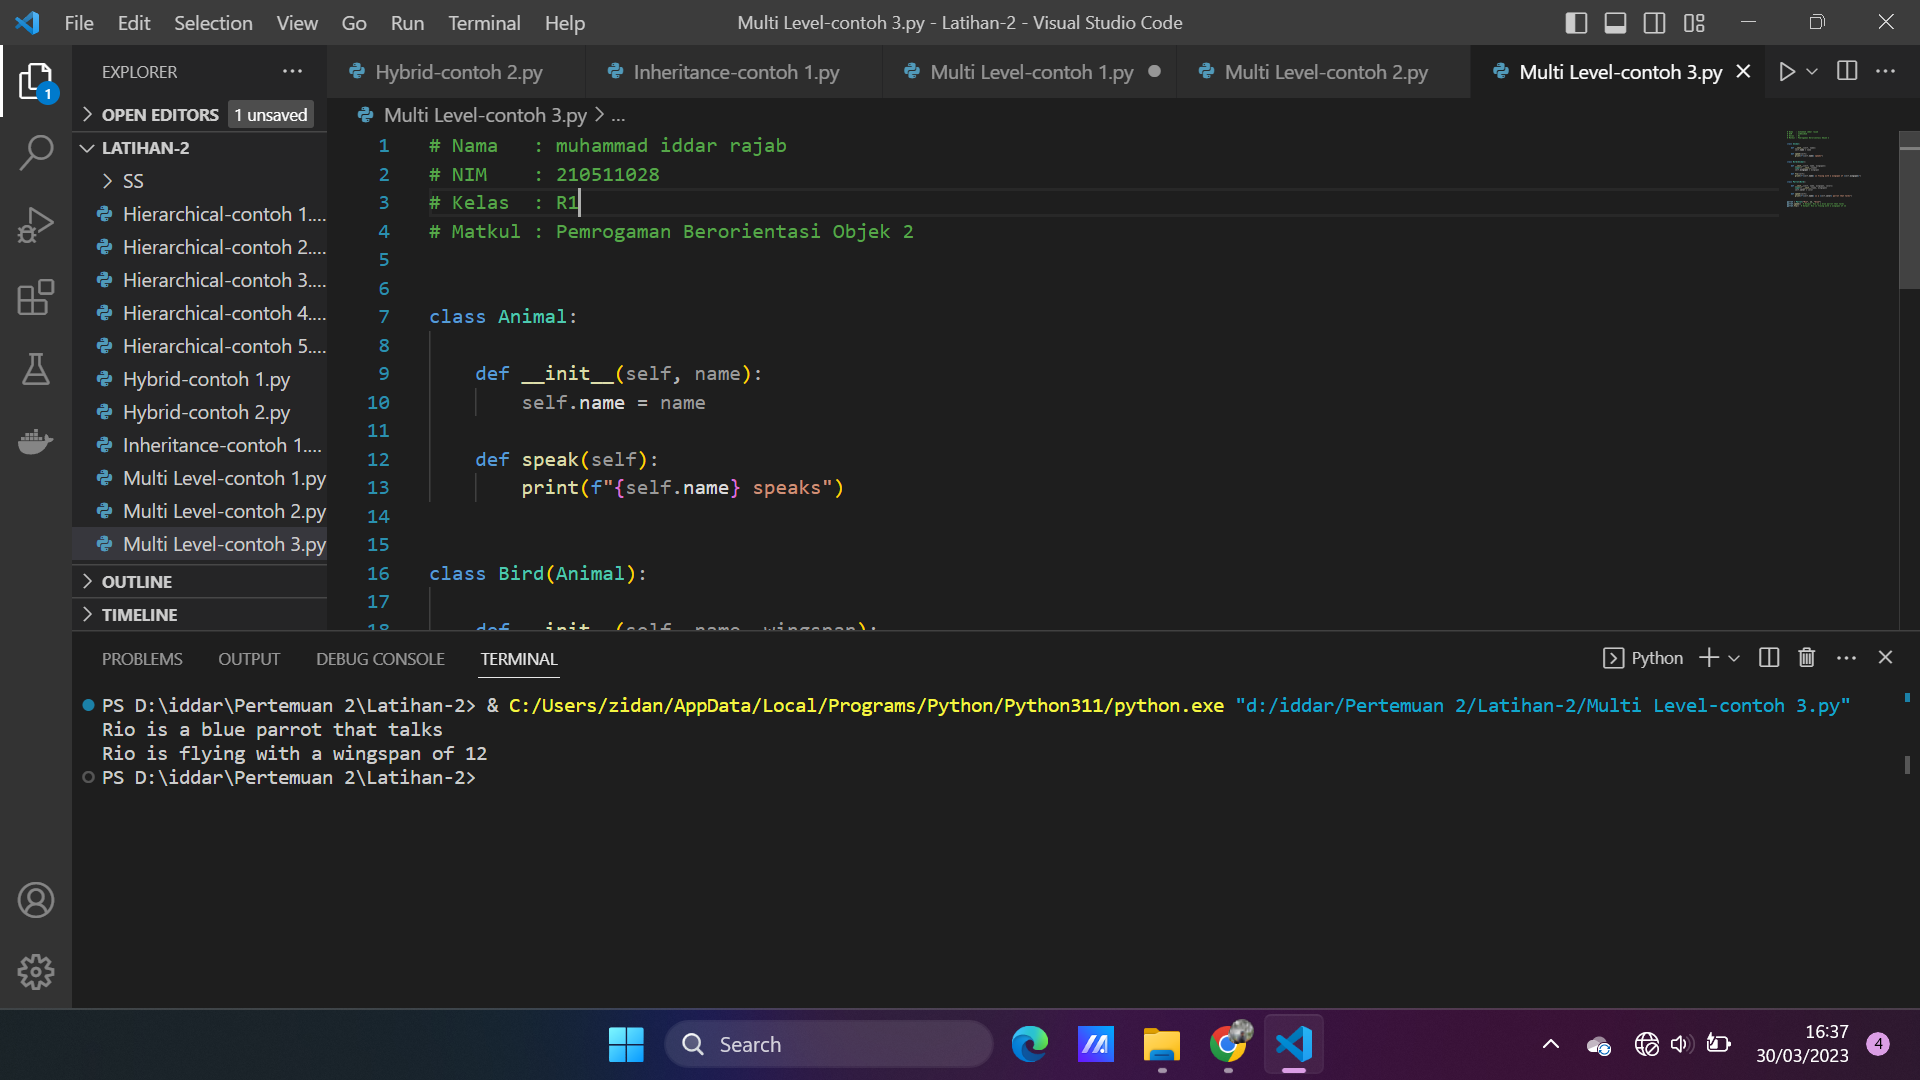 File Edit Selection View Go Run Terminal Help
Multi Level-contoh 3.py - Latihan-2 - Visual Studio Code
EXPLORER
Hybrid-contoh 2.py
Inheritance-contoh 1.py
Multi Level-contoh 1.py
Multi Level-contoh 2.py
Multi Level-contoh 3.py
1
OPEN EDITORS 1 unsaved
LATIHAN-2
SS
Hierarchical-contoh 1....
Hierarchical-contoh 2....
Hierarchical-contoh 3....
Hierarchical-contoh 4....
Hierarchical-contoh 5....
Hybrid-contoh 1.py
Hybrid-contoh 2.py
Inheritance-contoh 1....
Multi Level-contoh 1.py
Multi Level-contoh 2.py
Multi Level-contoh 3.py
OUTLINE
TIMELINE
Multi Level-contoh 3.py > ...
1 # Nama   : muhammad iddar rajab
2 # NIM    : 210511028
3 # Kelas  : R1
4 # Matkul : Pemrogaman Berorientasi Objek 2
5
6
7 class Animal:
8
9     def __init__(self, name):
10         self.name = name
11
12     def speak(self):
13         print(f"{self.name} speaks")
14
15
16 class Bird(Animal):
17
18     def __init__(self, name, wingspan):
PROBLEMS OUTPUT DEBUG CONSOLE TERMINAL
Python
PS D:\iddar\Pertemuan 2\Latihan-2> & C:/Users/zidan/AppData/Local/Programs/Python/Python311/python.exe "d:/iddar/Pertemuan 2/Latihan-2/Multi Level-contoh 3.py"
Rio is a blue parrot that talks
Rio is flying with a wingspan of 12
PS D:\iddar\Pertemuan 2\Latihan-2>
Search
16:37
30/03/2023
4